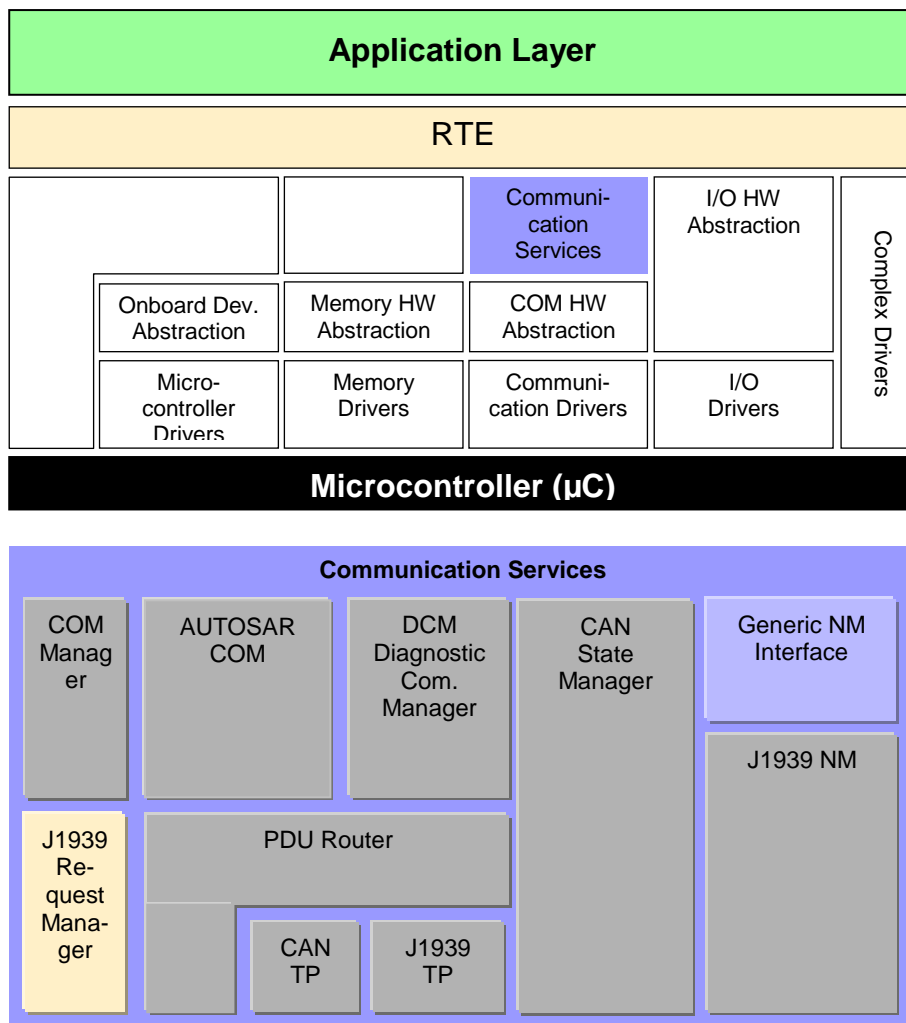 Application Layer
RTE
Communi-
cation
Services
I/O HW
Abstraction
Complex Drivers
Onboard Dev.
Abstraction
Memory HW
Abstraction
COM HW
Abstraction
Micro-
controller
Drivers
Memory
Drivers
Communi-
cation Drivers
I/O
Drivers
Microcontroller (µC)
Communication Services
COM
Manag
er
AUTOSAR
COM
DCM
Diagnostic
Com.
Manager
CAN
State
Manager
Generic NM
Interface
J1939 NM
J1939
Re-
quest
Mana-
ger
PDU Router
CAN
TP
J1939
TP